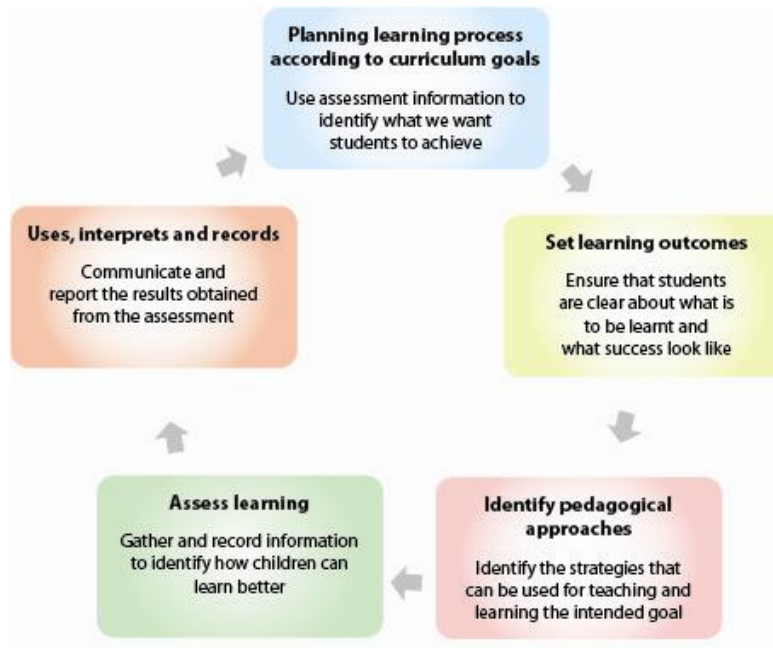 Planning learning process
according to curriculum goals
Use assessment information to
identify what we want
students to achieve
Set learning outcomes
Ensure that students
are clear about what is
to be learnt and
what success look like
Identify pedagogical
approaches
Identify the strategies that
can be used for teaching and
learning the intended goal
Assess learning
Gather and record information
to identify how children can
learn better
Uses, interprets and records
Communicate and
report the results obtained
from the assessment